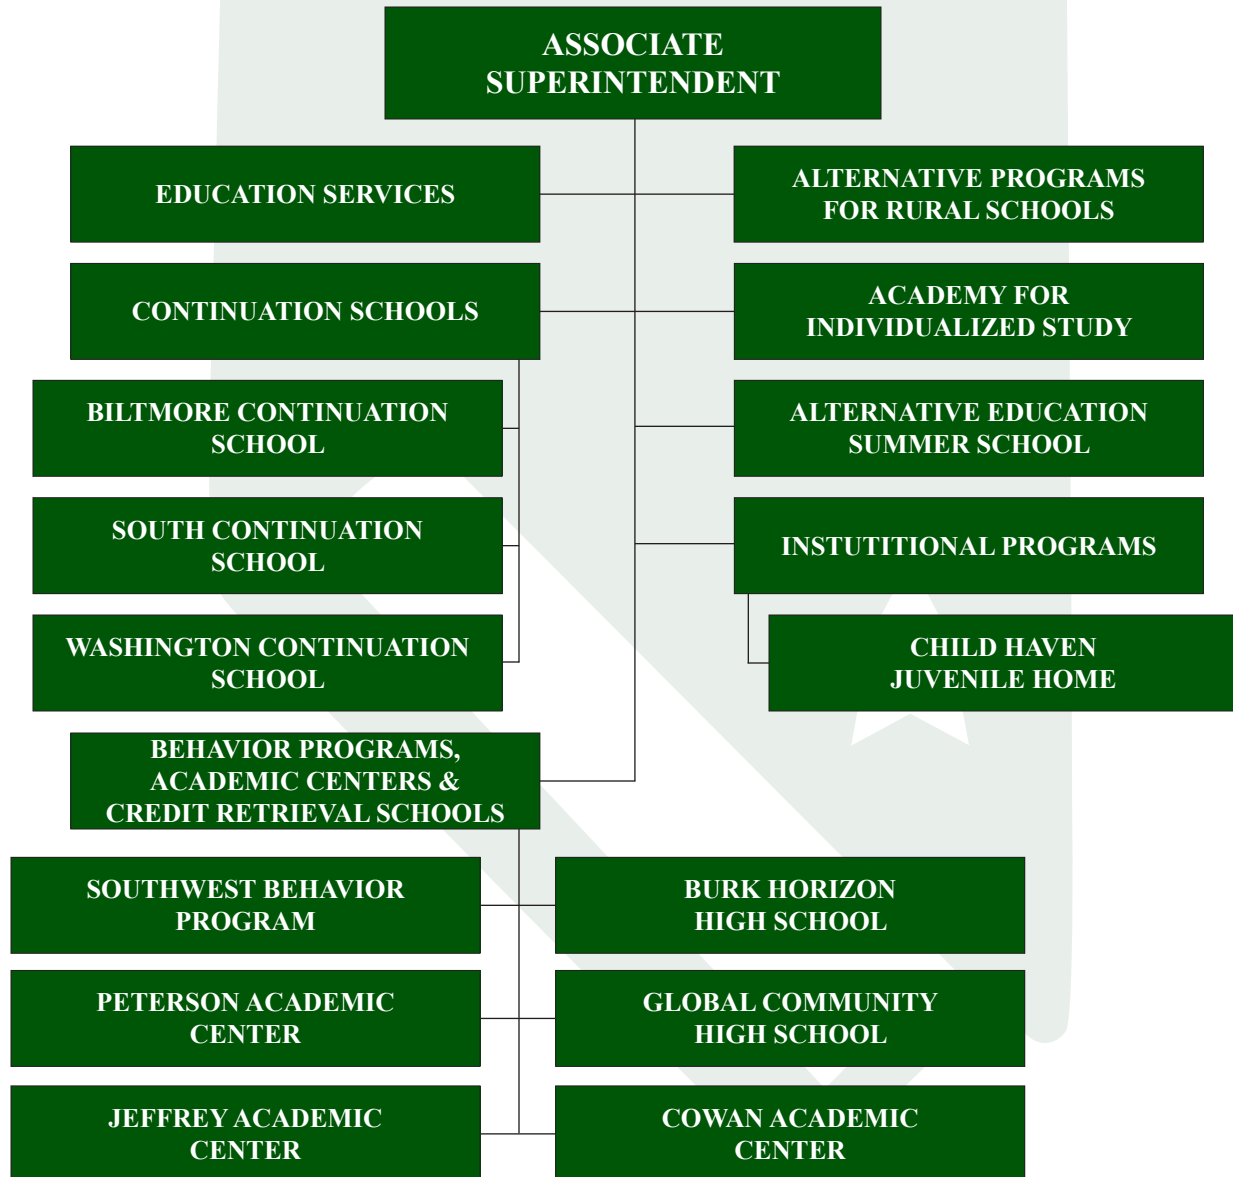 ASSOCIATE
SUPERINTENDENT
EDUCATION SERVICES
ALTERNATIVE PROGRAMS
FOR RURAL SCHOOLS
CONTINUATION SCHOOLS
ACADEMY FOR
INDIVIDUALIZED STUDY
BILTMORE CONTINUATION
SCHOOL
ALTERNATIVE EDUCATION
SUMMER SCHOOL
SOUTH CONTINUATION
SCHOOL
INSTUTITIONAL PROGRAMS
WASHINGTON CONTINUATION
SCHOOL
CHILD HAVEN
JUVENILE HOME
BEHAVIOR PROGRAMS,
ACADEMIC CENTERS &
CREDIT RETRIEVAL SCHOOLS
SOUTHWEST BEHAVIOR
PROGRAM
BURK HORIZON
HIGH SCHOOL
PETERSON ACADEMIC
CENTER
GLOBAL COMMUNITY
HIGH SCHOOL
JEFFREY ACADEMIC
CENTER
COWAN ACADEMIC
CENTER